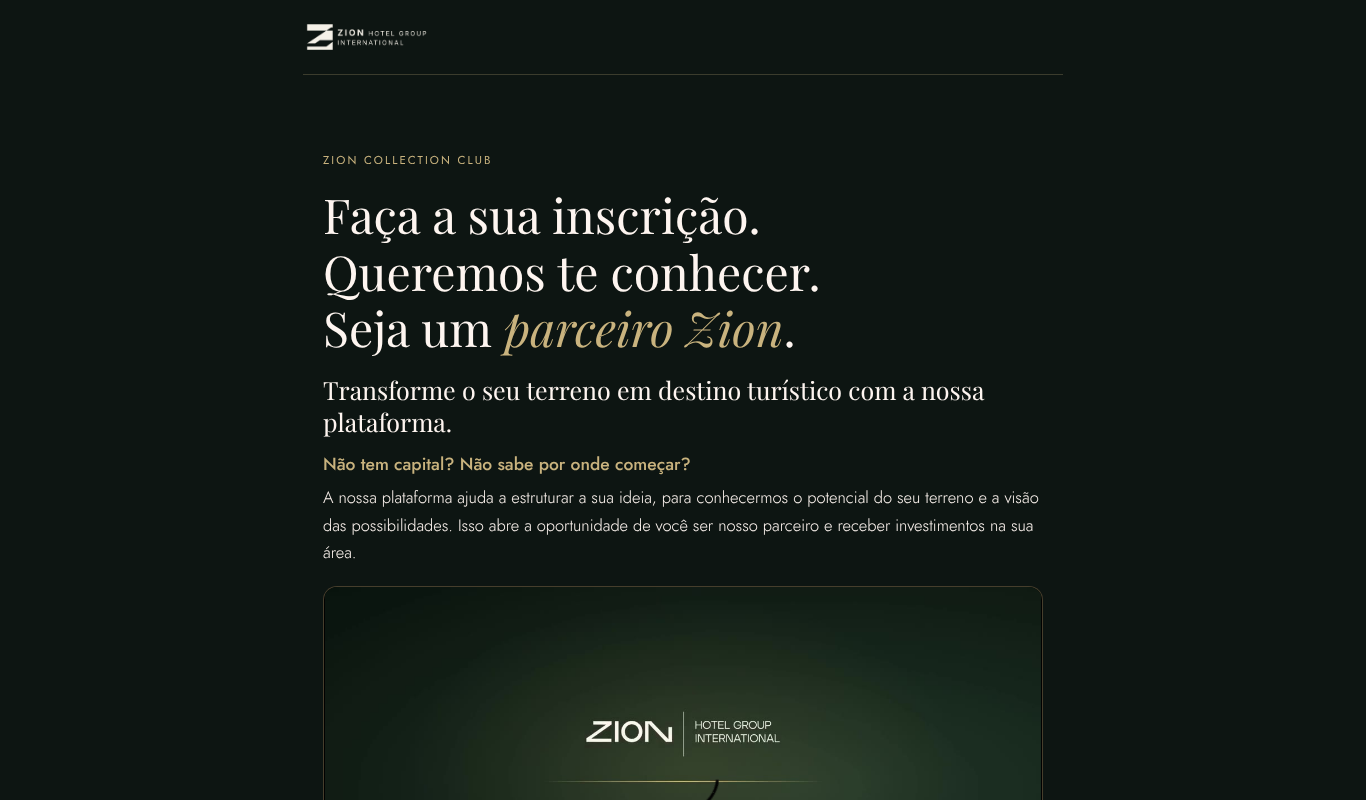 ZION HOTEL GROUP
INTERNATIONAL
ZION COLLECTION CLUB
Faça a sua inscrição.
Queremos te conhecer.
Seja um parceiro Zion.
Transforme o seu terreno em destino turístico com a nossa
plataforma.
Não tem capital? Não sabe por onde começar?
A nossa plataforma ajuda a estruturar a sua ideia, para conhecermos o potencial do seu terreno e a visão
das possibilidades. Isso abre a oportunidade de você ser nosso parceiro e receber investimentos na sua
área.
ZION HOTEL GROUP
INTERNATIONAL